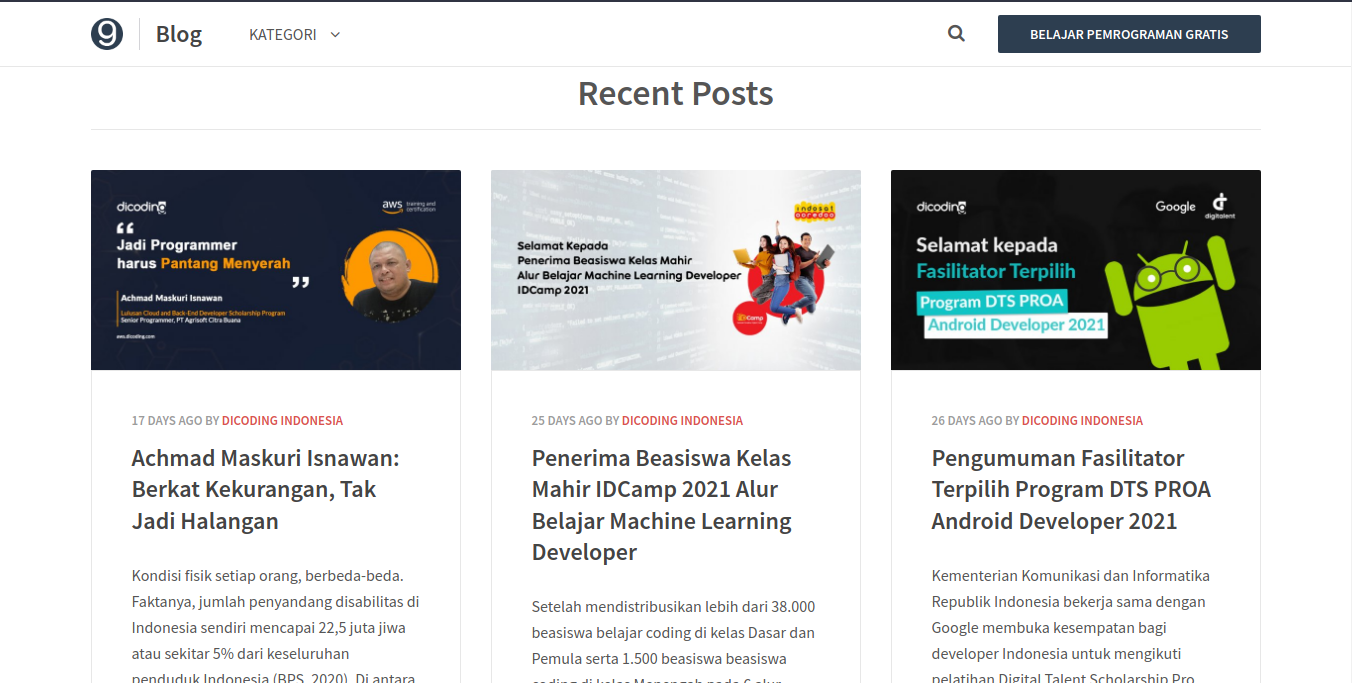 Blog
KATEGORI
BELAJAR PEMROGRAMAN GRATIS
Recent Posts
dicoding
aws training and certification
“
Jadi Programmer
harus Pantang Menyerah
”
Achmad Maskuri Isnawan
Lulusan Cloud and Back-End Developer Scholarship Program
Senior Programmer, PT Agrisoft Citra Buana
aws.dicoding.com
17 DAYS AGO BY DICODING INDONESIA
Achmad Maskuri Isnawan:
Berkat Kekurangan, Tak
Jadi Halangan
Kondisi fisik setiap orang, berbeda-beda.
Faktanya, jumlah penyandang disabilitas di
Indonesia sendiri mencapai 22,5 juta jiwa
atau sekitar 5% dari keseluruhan
penduduk Indonesia (BPS, 2020). Di antara
indosat
ooredoo
Selamat Kepada
Penerima Beasiswa Kelas Mahir
Alur Belajar Machine Learning Developer
IDCamp 2021
IDCamp
25 DAYS AGO BY DICODING INDONESIA
Penerima Beasiswa Kelas
Mahir IDCamp 2021 Alur
Belajar Machine Learning
Developer
Setelah mendistribusikan lebih dari 38.000
beasiswa belajar coding di kelas Dasar dan
Pemula serta 1.500 beasiswa beasiswa
coding di kelas Menengah pada 6 alur
dicoding
Google
digitalent
Selamat kepada
Fasilitator Terpilih
Program DTS PROA
Android Developer 2021
26 DAYS AGO BY DICODING INDONESIA
Pengumuman Fasilitator
Terpilih Program DTS PROA
Android Developer 2021
Kementerian Komunikasi dan Informatika
Republik Indonesia bekerja sama dengan
Google membuka kesempatan bagi
developer Indonesia untuk mengikuti
pelatihan Digital Talent Scholarship Pro